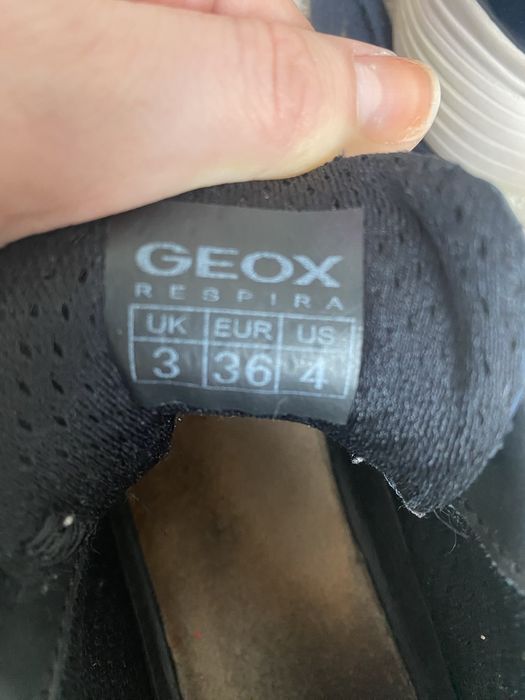 GEOX
RESPIRA
UK EUR US
3 36 4